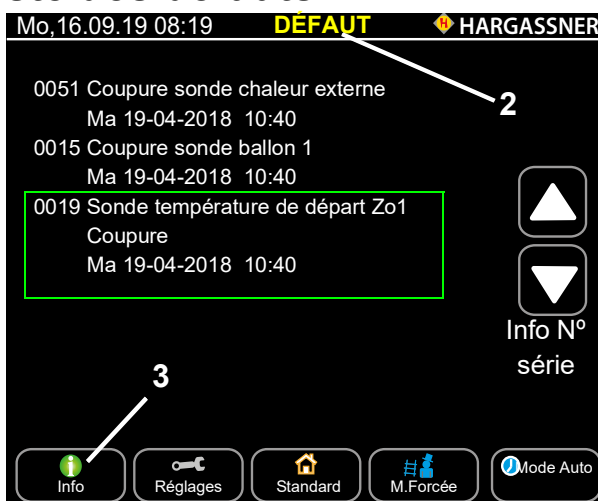 Mo,16.09.19 08:19 DÉFAUT HARGASSNER
0051 Coupure sonde chaleur externe
Ma 19-04-2018 10:40
2
0015 Coupure sonde ballon 1
Ma 19-04-2018 10:40
0019 Sonde température de départ Zo1
Coupure
Ma 19-04-2018 10:40
Info Nº
série
3
Info Réglages Standard M.Forcée Mode Auto